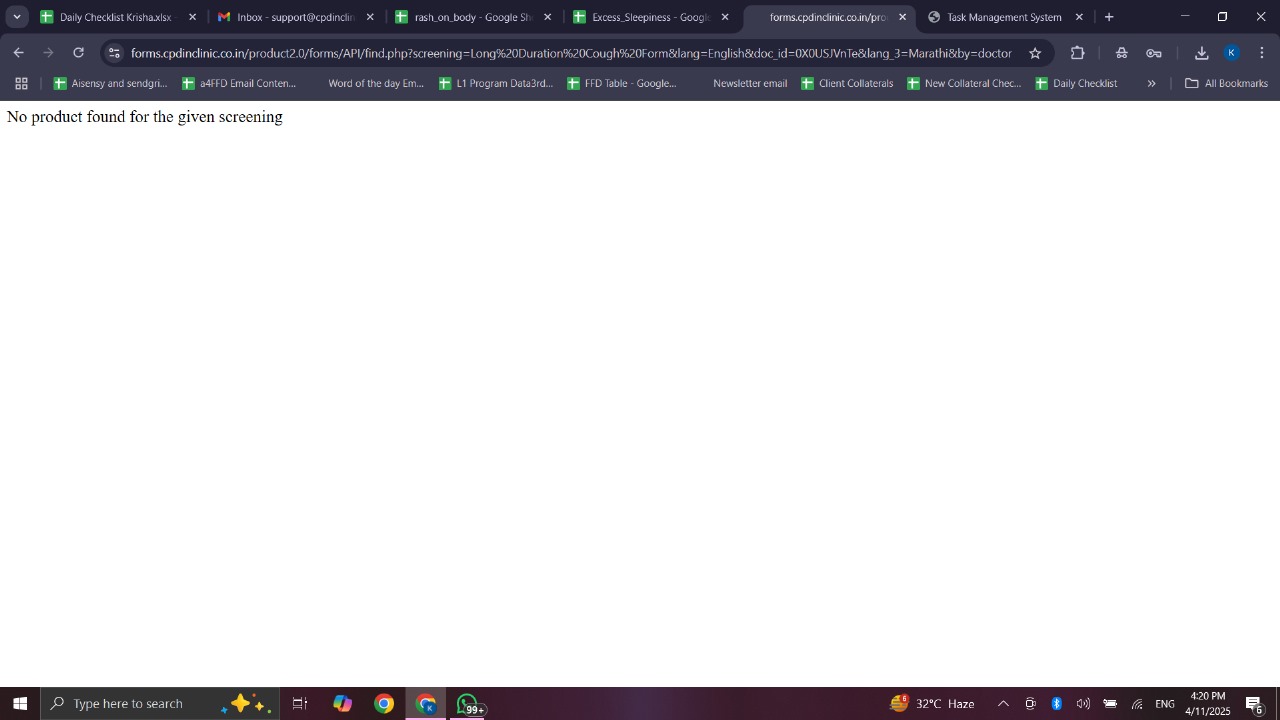 Daily Checklist Krisha.xlsx
Inbox - support@cpdinclin
rash_on_body - Google Sh
Excess_Sleepiness - Google
forms.cpdinclinic.co.in/pro
Task Management System
forms.cpdinclinic.co.in/product2.0/forms/API/find.php?screening=Long%20Duration%20Cough%20Form&lang=English&doc_id=0X0USJVnTe&lang_3=Marathi&by=doctor
K
Aisensy and sendgri...
a4FFD Email Conten...
Word of the day Em...
L1 Program Data3rd...
FFD Table - Google...
Newsletter email
Client Collaterals
New Collateral Chec...
Daily Checklist
All Bookmarks
No product found for the given screening
Type here to search
K
99+
6
32°C Haze
ENG
4:20 PM
4/11/2025
6